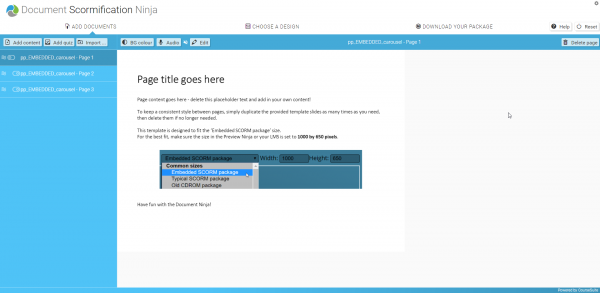 Document Scormification Ninja
ADD DOCUMENTS
CHOOSE A DESIGN
DOWNLOAD YOUR PACKAGE
Help
Reset
Add content
Add quiz
Import ...
BG colour
Audio
Edit
pp_EMBEDDED_carousel - Page 1
Delete page
pp_EMBEDDED_carousel - Page 1
pp_EMBEDDED_carousel - Page 2
pp_EMBEDDED_carousel - Page 3
Page title goes here
Page content goes here - delete this placeholder text and add in your own content!
To keep a consistent style between pages, simply duplicate the provided template slides as many times as you need,
then delete them if no longer needed.
This template is designed to fit the 'Embedded SCORM package' size.
For the best fit, make sure the size in the Preview Ninja or your LMS is set to 1000 by 650 pixels.
Embedded SCORM package
Width: 1000
Height: 650
Common sizes
Embedded SCORM package
Typical SCORM package
Old CDROM package
Have fun with the Document Ninja!